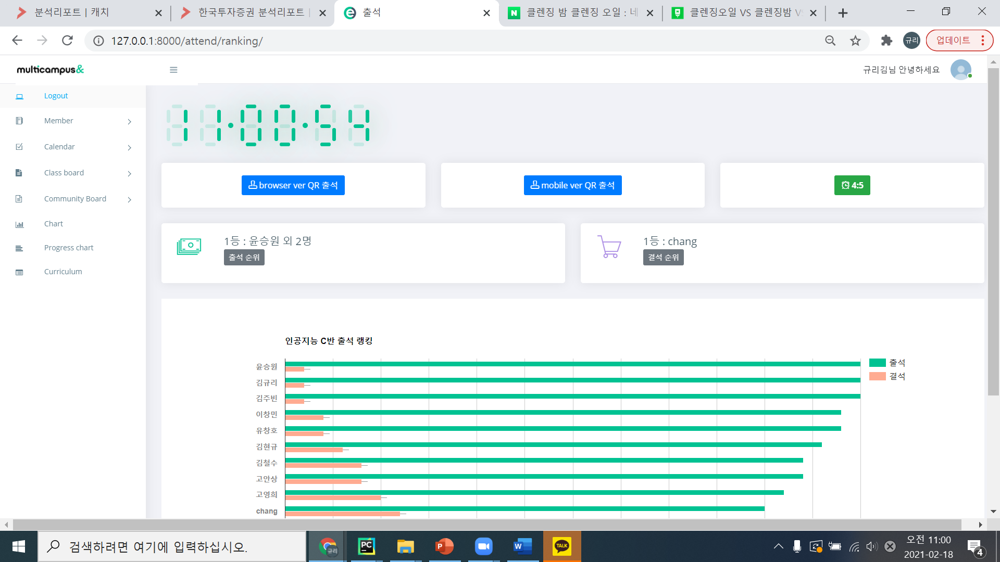 분석리포트 | 캐치
한국투자증권 분석리포트 |
출석
클렌징 밤 클렌징 오일 : 네
클렌징오일 VS 클렌징밤 VS
127.0.0.1:8000/attend/ranking/
규리
업데이트
multicampus&
규리김님 안녕하세요
Logout
Member
Calendar
Class board
Community Board
Chart
Progress chart
Curriculum
11·00·54
browser ver QR 출석
mobile ver QR 출석
4:5
1등 : 윤승원 외 2명
출석 순위
1등 : chang
결석 순위
인공지능 C반 출석 랭킹
출석
결석
윤승원
김규리
김주빈
이창민
유창호
김현규
김철수
고안상
고영희
chang
검색하려면 여기에 입력하십시오.
규리
PC
P
W
TALK
오전 11:00
2021-02-18
4